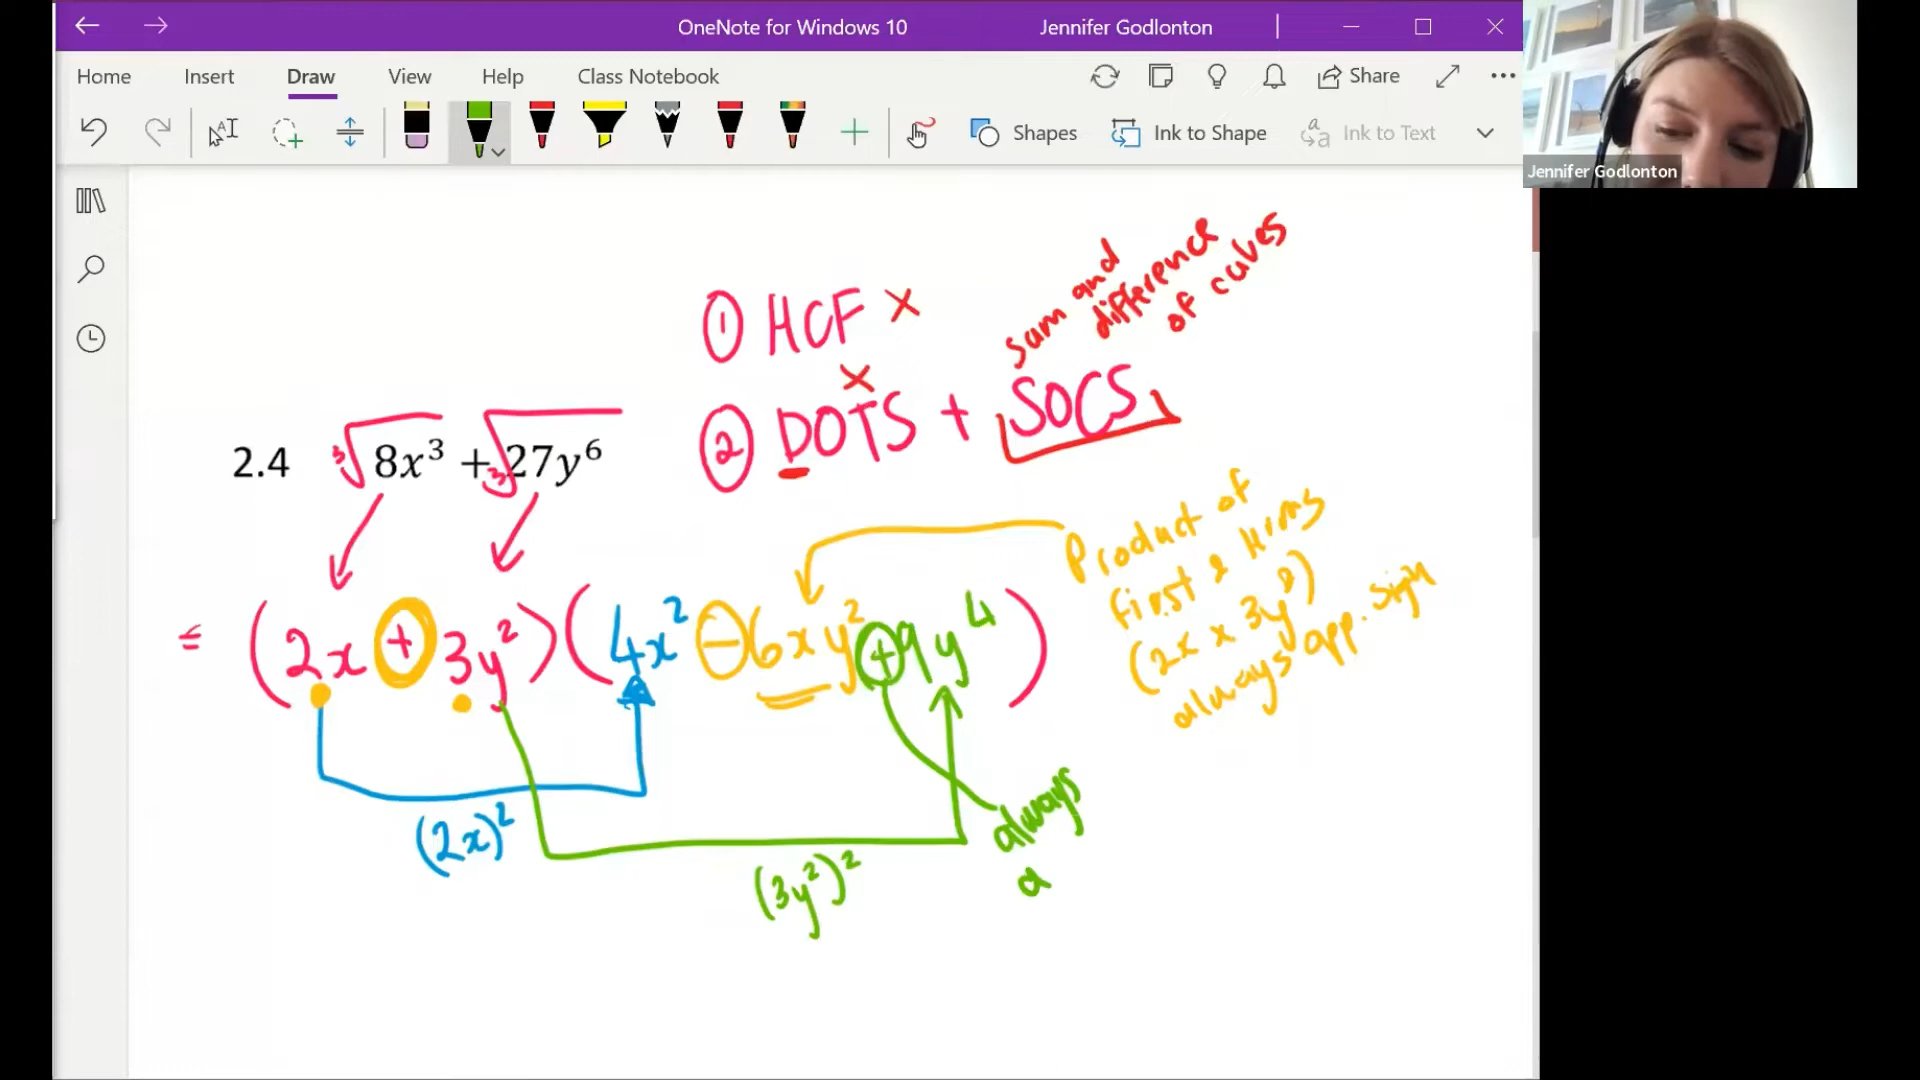 OneNote for Windows 10
Jennifer Godlonton
Home Insert Draw View Help Class Notebook
Share
Shapes Ink to Shape Ink to Text
Jennifer Godlonton
sum and
difference
of cubes
① HCF ×
×
② DOTS + SOCS
2.4 ∛8x³ + ∛27y⁶
= (2x + 3y²)(4x² − 6xy² + 9y⁴)
Product of
first 2 terms
(2x × 3y²)
always opp. sign
(2x)²
(3y²)²
always
a